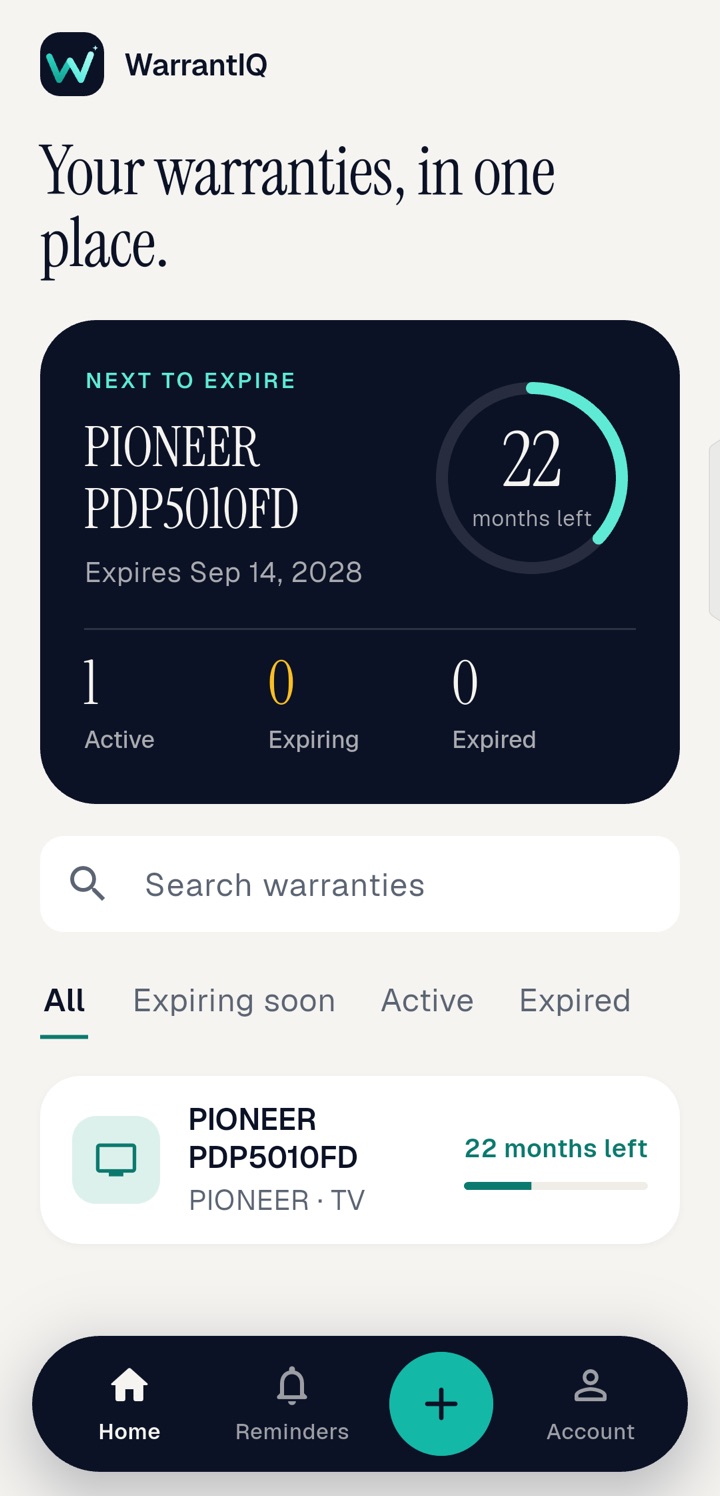 WarrantIQ
Your warranties, in one
place.
NEXT TO EXPIRE
PIONEER
PDP5010FD
Expires Sep 14, 2028
22
months left
1
Active
0
Expiring
0
Expired
Search warranties
All
Expiring soon
Active
Expired
PIONEER
PDP5010FD
PIONEER · TV
22 months left
Home
Reminders
Account